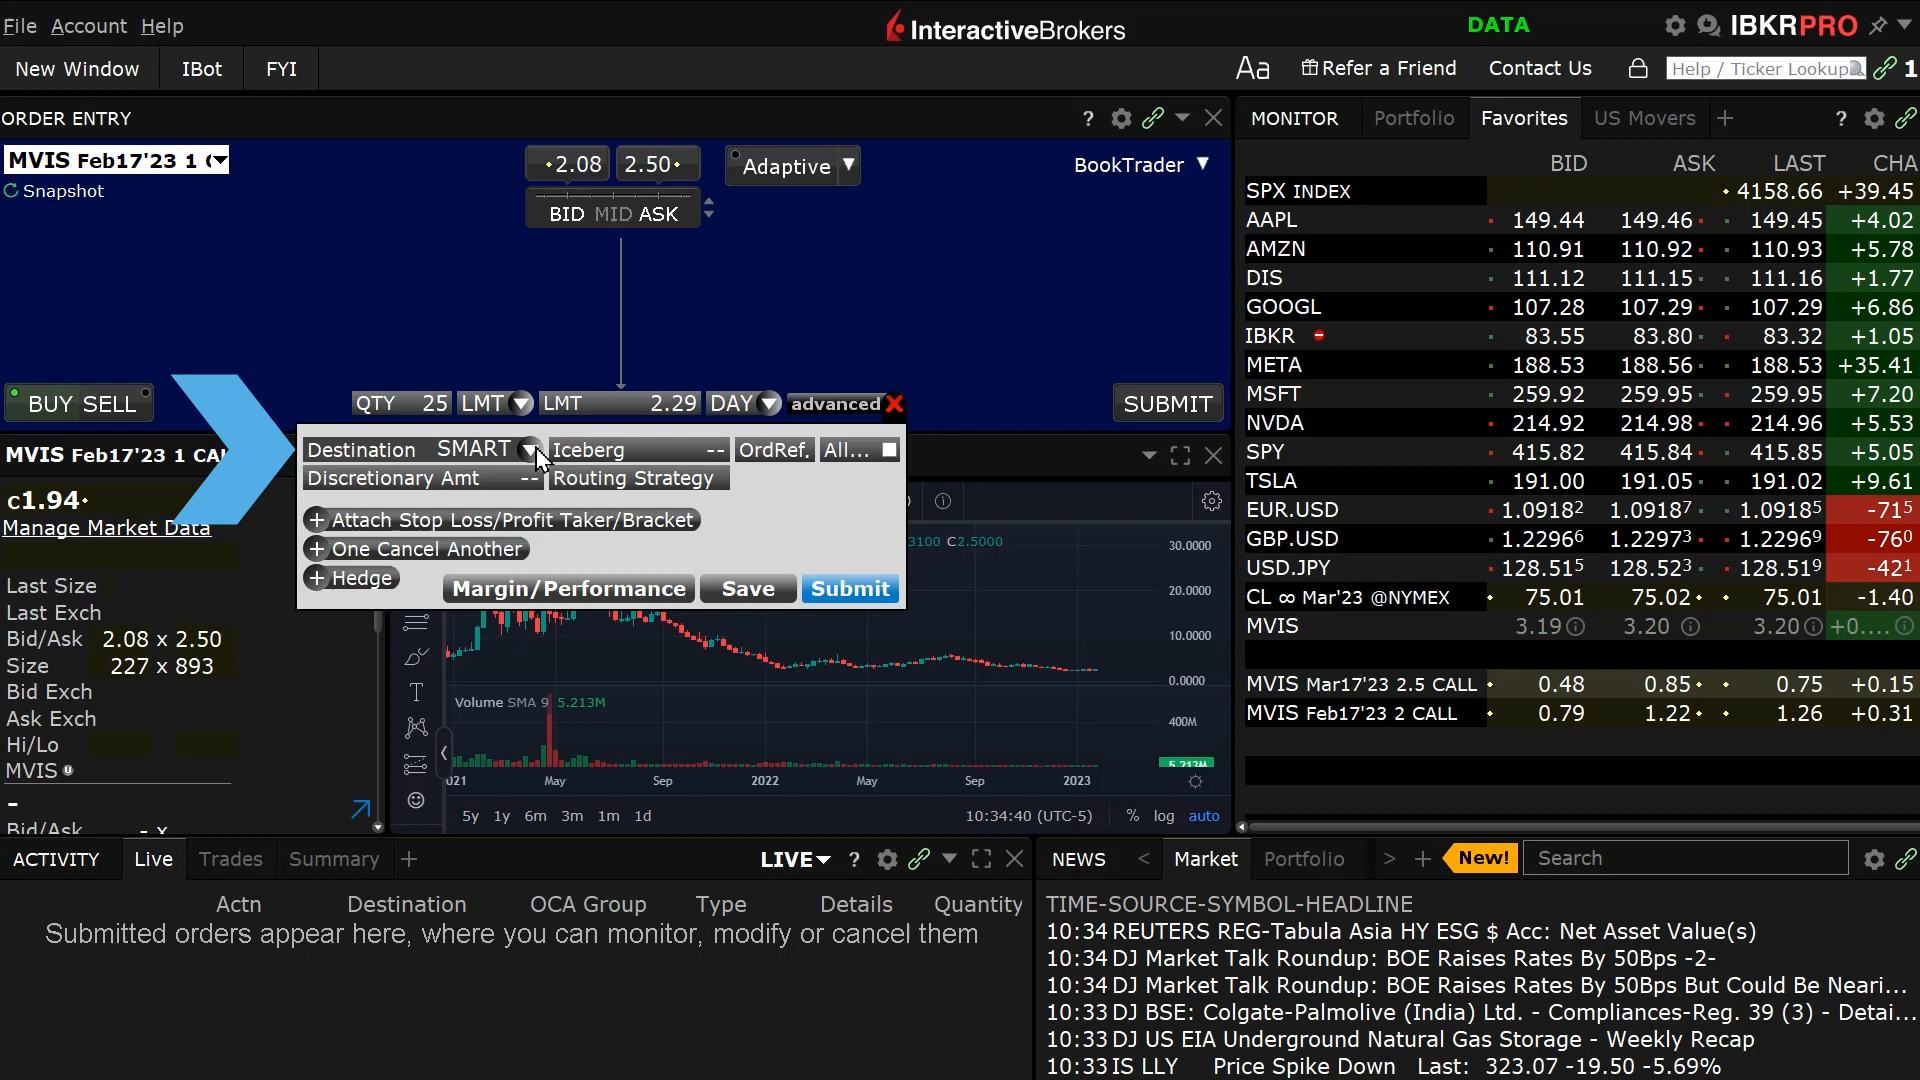 File Account Help
InteractiveBrokers
DATA
IBKRPRO
New Window IBot FYI
Aa Refer a Friend Contact Us Help / Ticker Lookup 1
ORDER ENTRY ?
MVIS Feb17'23 1
Snapshot
2.08 2.50 Adaptive
BID MID ASK
BookTrader
BUY SELL
QTY 25 LMT LMT 2.29 DAY advanced
SUBMIT
Destination SMART Iceberg -- OrdRef. All...
Discretionary Amt -- Routing Strategy
+ Attach Stop Loss/Profit Taker/Bracket
+ One Cancel Another
+ Hedge
Margin/Performance Save Submit
MVIS Feb17'23 1
c1.94
Manage Market Data
Last Size
Last Exch
Bid/Ask 2.08 x 2.50
Size 227 x 893
Bid Exch
Ask Exch
Hi/Lo
MVIS
-
Bid/Ask - x
3100 C2.5000
30.0000
20.0000
10.0000
0.0000
Volume SMA 9 5.213M
400M
5.213M
021 May Sep 2022 May Sep 2023
5y 1y 6m 3m 1m 1d
10:34:40 (UTC-5) % log auto
MONITOR Portfolio Favorites US Movers + ?
BID ASK LAST CHA
SPX INDEX 4158.66 +39.45
AAPL 149.44 149.46 149.45 +4.02
AMZN 110.91 110.92 110.93 +5.78
DIS 111.12 111.15 111.16 +1.77
GOOGL 107.28 107.29 107.29 +6.86
IBKR 83.55 83.80 83.32 +1.05
META 188.53 188.56 188.53 +35.41
MSFT 259.92 259.95 259.95 +7.20
NVDA 214.92 214.98 214.96 +5.53
SPY 415.82 415.84 415.85 +5.05
TSLA 191.00 191.05 191.02 +9.61
EUR.USD 1.0918² 1.0918⁷ 1.0918⁵ -71⁵
GBP.USD 1.2296⁶ 1.2297³ 1.2296⁹ -76⁰
USD.JPY 128.51⁵ 128.52³ 128.51⁹ -42¹
CL ∞ Mar'23 @NYMEX 75.01 75.02 75.01 -1.40
MVIS 3.19 3.20 3.20 +0....
MVIS Mar17'23 2.5 CALL 0.48 0.85 0.75 +0.15
MVIS Feb17'23 2 CALL 0.79 1.22 1.26 +0.31
ACTIVITY Live Trades Summary + LIVE ?
Actn Destination OCA Group Type Details Quantity
Submitted orders appear here, where you can monitor, modify or cancel them
NEWS < Market Portfolio > + New! Search
TIME-SOURCE-SYMBOL-HEADLINE
10:34 REUTERS REG-Tabula Asia HY ESG $ Acc: Net Asset Value(s)
10:34 DJ Market Talk Roundup: BOE Raises Rates By 50Bps -2-
10:34 DJ Market Talk Roundup: BOE Raises Rates By 50Bps But Could Be Neari...
10:33 DJ BSE: Colgate-Palmolive (India) Ltd. - Compliances-Reg. 39 (3) - Detai...
10:33 DJ US EIA Underground Natural Gas Storage - Weekly Recap
10:33 IS LLY Price Spike Down Last: 323.07 -19.50 -5.69%